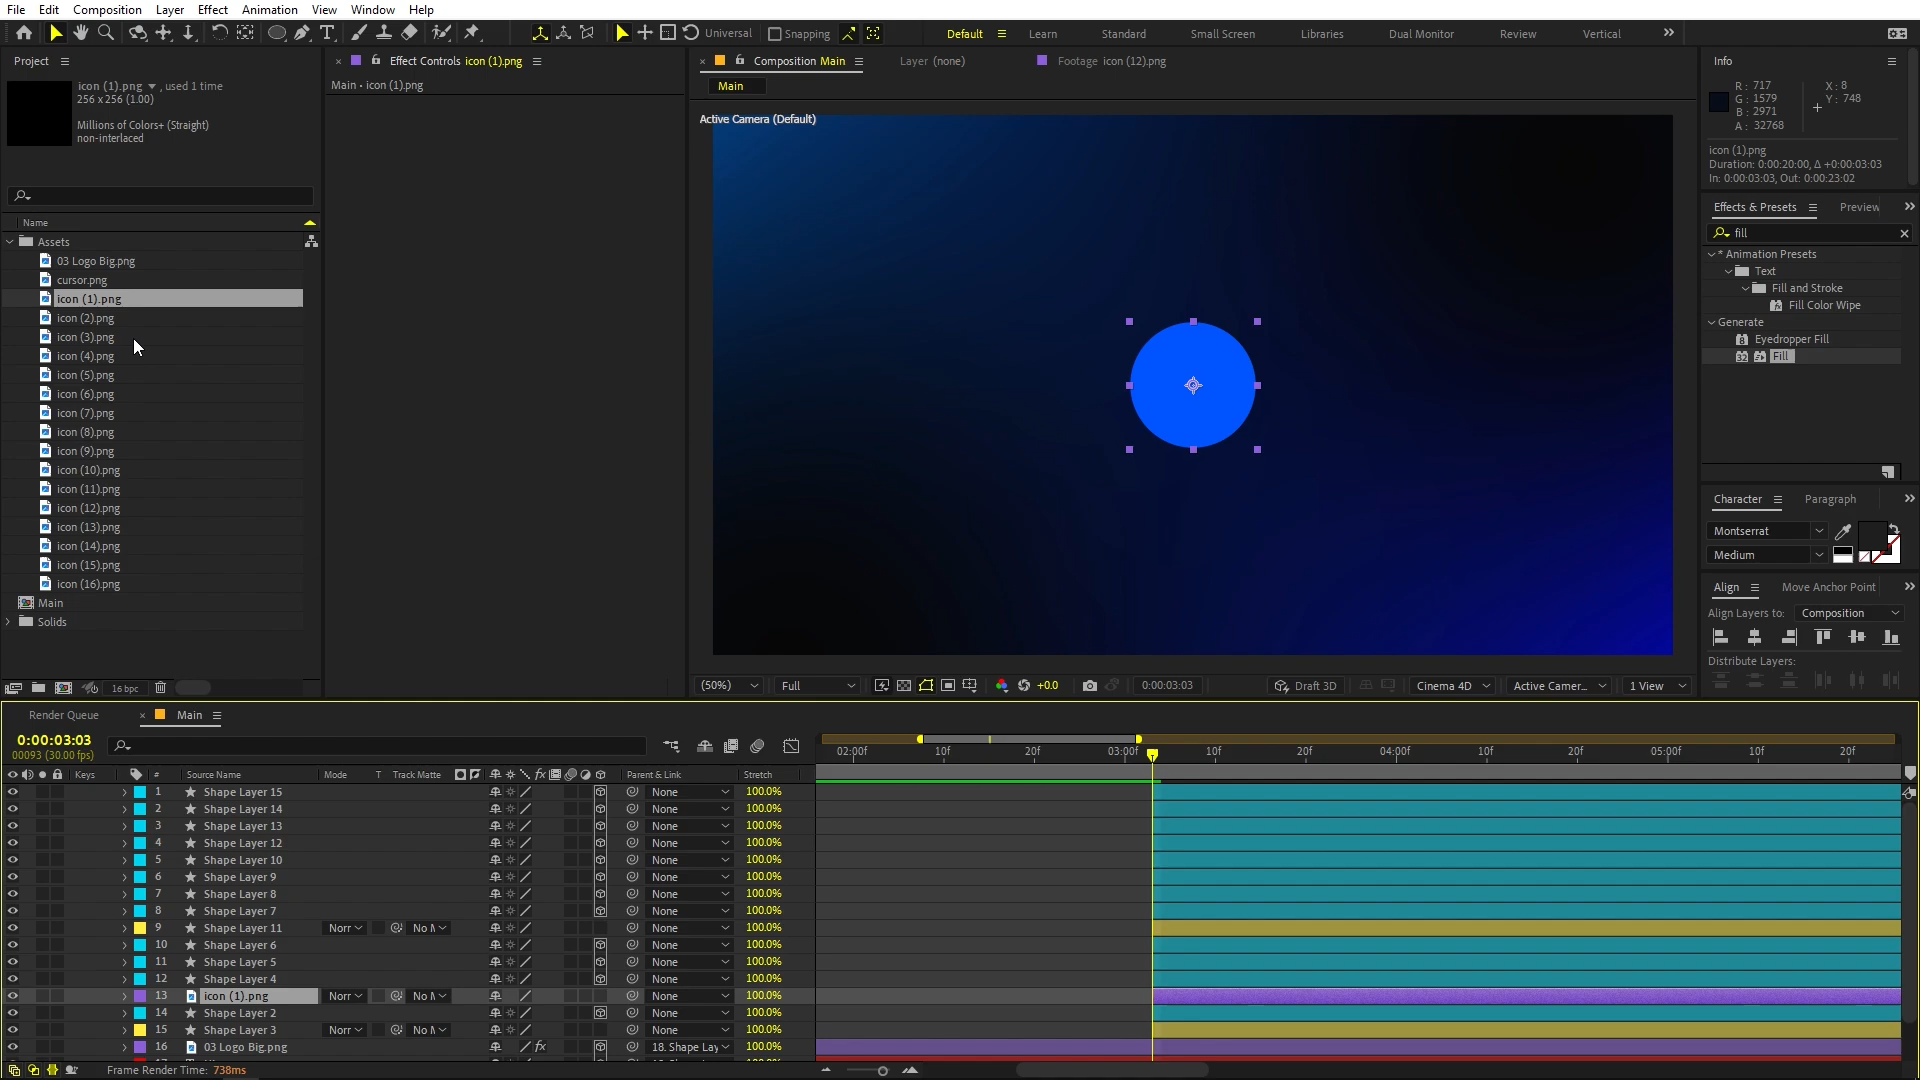 File Edit Composition Layer Effect Animation View Window Help
Universal Snapping Default Learn Standard Small Screen Libraries Dual Monitor Review Vertical
Project
icon (1).png , used 1 time
256 x 256 (1.00)
Millions of Colors+ (Straight)
non-interlaced
Name
Assets
03 Logo Big.png
cursor.png
icon (1).png
icon (2).png
icon (3).png
icon (4).png
icon (5).png
icon (6).png
icon (7).png
icon (8).png
icon (9).png
icon (10).png
icon (11).png
icon (12).png
icon (13).png
icon (14).png
icon (15).png
icon (16).png
Main
Solids
16 bpc
Effect Controls icon (1).png
Main • icon (1).png
Composition Main Layer (none) Footage icon (12).png
Main
Active Camera (Default)
(50%) Full +0.0 0:00:03:03 Draft 3D Cinema 4D Active Camer... 1 View
Info
R: 717 X: 8
G: 1579 Y: 748
B: 2971
A: 32768
icon (1).png
Duration: 0:00:20:00, Δ +0:00:03:03
In: 0:00:03:03, Out: 0:00:23:02
Effects & Presets Preview
fill
* Animation Presets
Text
Fill and Stroke
Fill Color Wipe
Generate
Eyedropper Fill
32 Fill
Character Paragraph
Montserrat
Medium
Align Move Anchor Point
Align Layers to: Composition
Distribute Layers:
Render Queue Main
0:00:03:03
00093 (30.00 fps)
02:00f 10f 20f 03:00f 10f 20f 04:00f 10f 20f 05:00f 10f 20f
Keys # Source Name Mode T Track Matte fx Parent & Link Stretch
1 Shape Layer 15 None 100.0%
2 Shape Layer 14 None 100.0%
3 Shape Layer 13 None 100.0%
4 Shape Layer 12 None 100.0%
5 Shape Layer 10 None 100.0%
6 Shape Layer 9 None 100.0%
7 Shape Layer 8 None 100.0%
8 Shape Layer 7 None 100.0%
9 Shape Layer 11 Norr No M None 100.0%
10 Shape Layer 6 None 100.0%
11 Shape Layer 5 None 100.0%
12 Shape Layer 4 None 100.0%
13 icon (1).png Norr No M None 100.0%
14 Shape Layer 2 None 100.0%
15 Shape Layer 3 Norr No M None 100.0%
16 03 Logo Big.png fx 18. Shape Lay 100.0%
Frame Render Time: 738ms